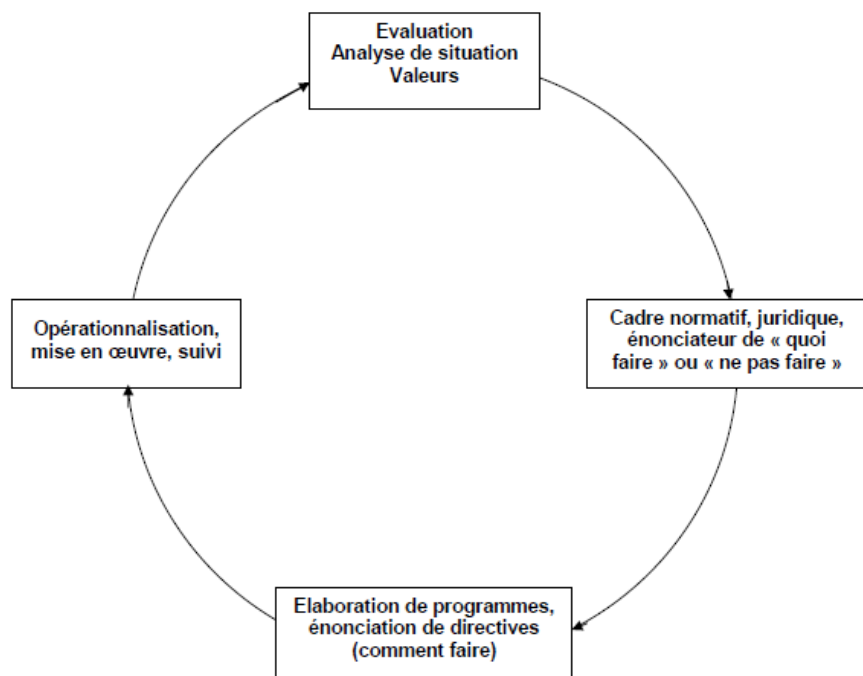 Evaluation
Analyse de situation
Valeurs
Opérationnalisation,
mise en œuvre, suivi
Cadre normatif, juridique,
énonciateur de « quoi
faire » ou « ne pas faire »
Elaboration de programmes,
énonciation de directives
(comment faire)